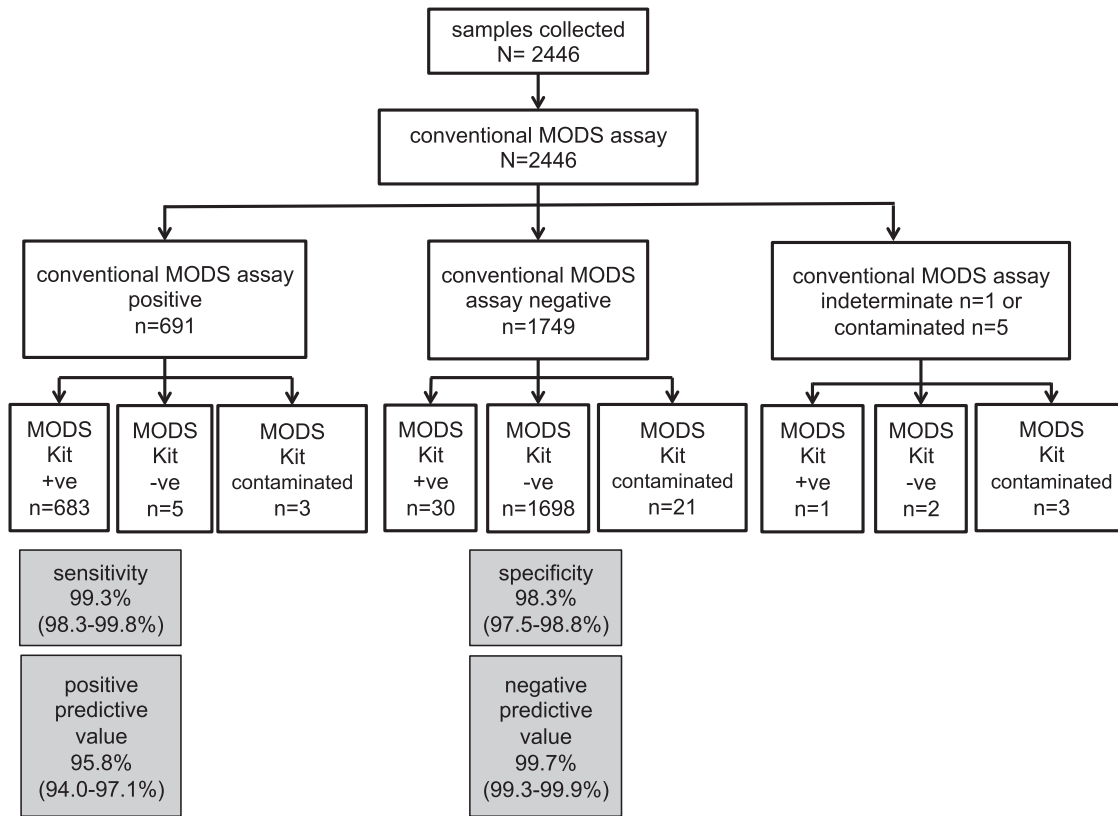 samples collected
N= 2446
conventional MODS assay
N=2446
conventional MODS assay
positive
n=691
conventional MODS
assay negative
n=1749
conventional MODS assay
indeterminate n=1 or
contaminated n=5
MODS
Kit
+ve
n=683
MODS
Kit
-ve
n=5
MODS
Kit
contaminated
n=3
MODS
Kit
+ve
n=30
MODS
Kit
-ve
n=1698
MODS
Kit
contaminated
n=21
MODS
Kit
+ve
n=1
MODS
Kit
-ve
n=2
MODS
Kit
contaminated
n=3
sensitivity
99.3%
(98.3-99.8%)
specificity
98.3%
(97.5-98.8%)
positive
predictive
value
95.8%
(94.0-97.1%)
negative
predictive
value
99.7%
(99.3-99.9%)